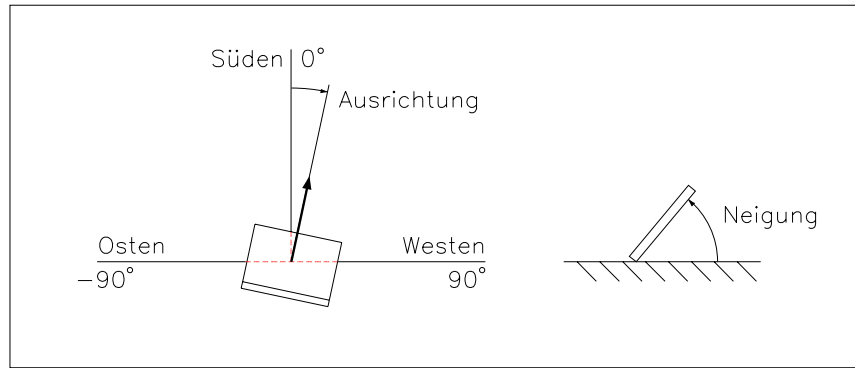 Süden 0°
Ausrichtung
Osten
Westen
−90°
90°
Neigung